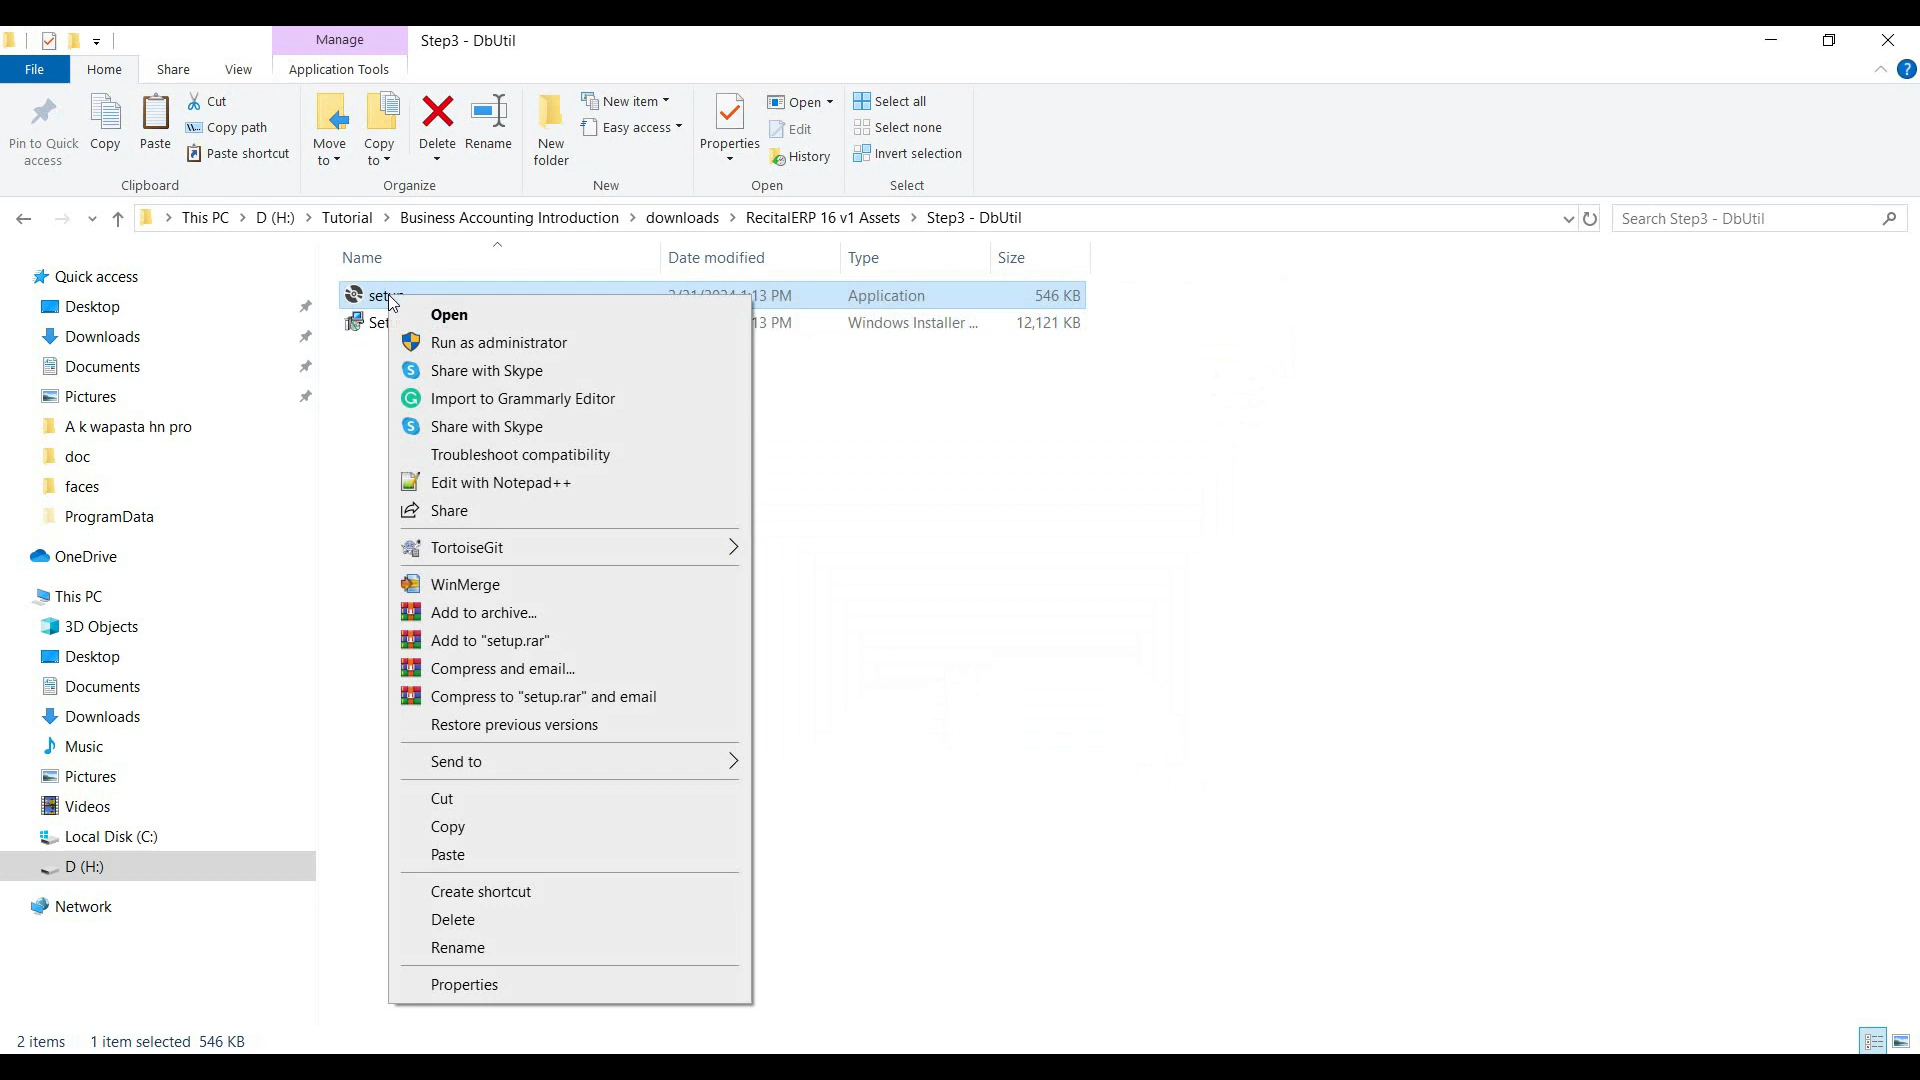 Manage
Step3 - DbUtil
File
Home
Share
View
Application Tools
Pin to Quick access
Copy
Paste
Cut
Copy path
Paste shortcut
Clipboard
Move to
Copy to
Delete
Rename
Organize
New folder
New item
Easy access
New
Properties
Open
Edit
History
Open
Select all
Select none
Invert selection
Select
This PC > D (H:) > Tutorial > Business Accounting Introduction > downloads > RecitalERP 16 v1 Assets > Step3 - DbUtil
Search Step3 - DbUtil
Name
Date modified
Type
Size
Application
546 KB
13 PM
Windows Installer ...
12,121 KB
Quick access
Desktop
Downloads
Documents
Pictures
A k wapasta hn pro
doc
faces
ProgramData
OneDrive
This PC
3D Objects
Desktop
Documents
Downloads
Music
Pictures
Videos
Local Disk (C:)
D (H:)
Network
Open
Run as administrator
Share with Skype
Import to Grammarly Editor
Share with Skype
Troubleshoot compatibility
Edit with Notepad++
Share
TortoiseGit
WinMerge
Add to archive...
Add to "setup.rar"
Compress and email...
Compress to "setup.rar" and email
Restore previous versions
Send to
Cut
Copy
Paste
Create shortcut
Delete
Rename
Properties
2 items
1 item selected 546 KB